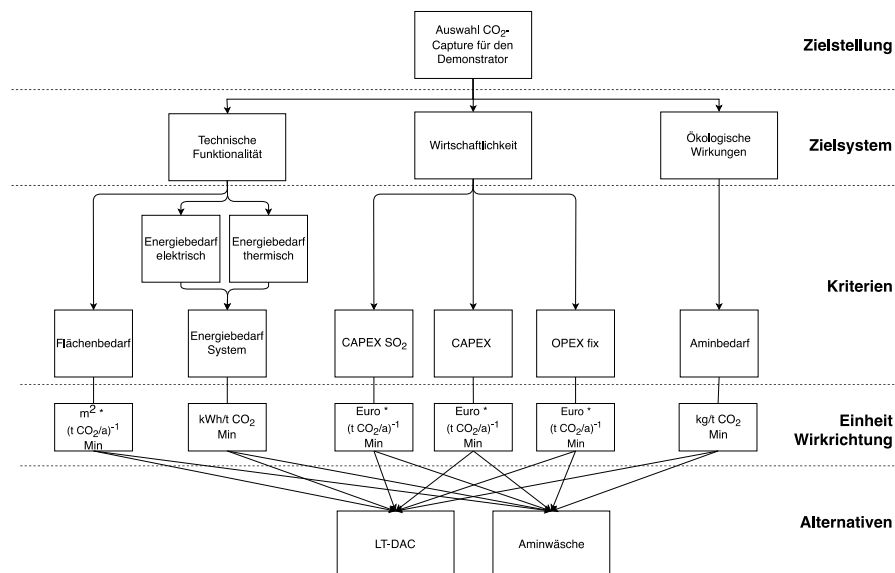 Auswahl CO₂-
Capture für den
Demonstrator
Zielstellung
Technische
Funktionalität
Wirtschaftlichkeit
Ökologische
Wirkungen
Zielsystem
Energiebedarf
elektrisch
Energiebedarf
thermisch
Kriterien
Flächenbedarf
Energiebedarf
System
CAPEX SO₂
CAPEX
OPEX fix
Aminbedarf
m² *
(t CO₂/a)⁻¹
Min
kWh/t CO₂
Min
Euro *
(t CO₂/a)⁻¹
Min
Euro *
(t CO₂/a)⁻¹
Min
Euro *
(t CO₂/a)⁻¹
Min
kg/t CO₂
Min
Einheit
Wirkrichtung
LT-DAC
Aminwäsche
Alternativen